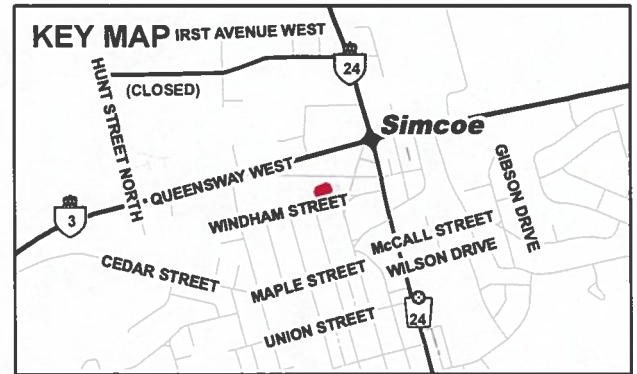 KEY MAP
IRST AVENUE WEST
24
HUNT STREET NORTH
(CLOSED)
Simcoe
QUEENSWAY WEST
GIBSON DRIVE
3
WINDHAM STREET
McCALL STREET
WILSON DRIVE
CEDAR STREET
MAPLE STREET
24
UNION STREET